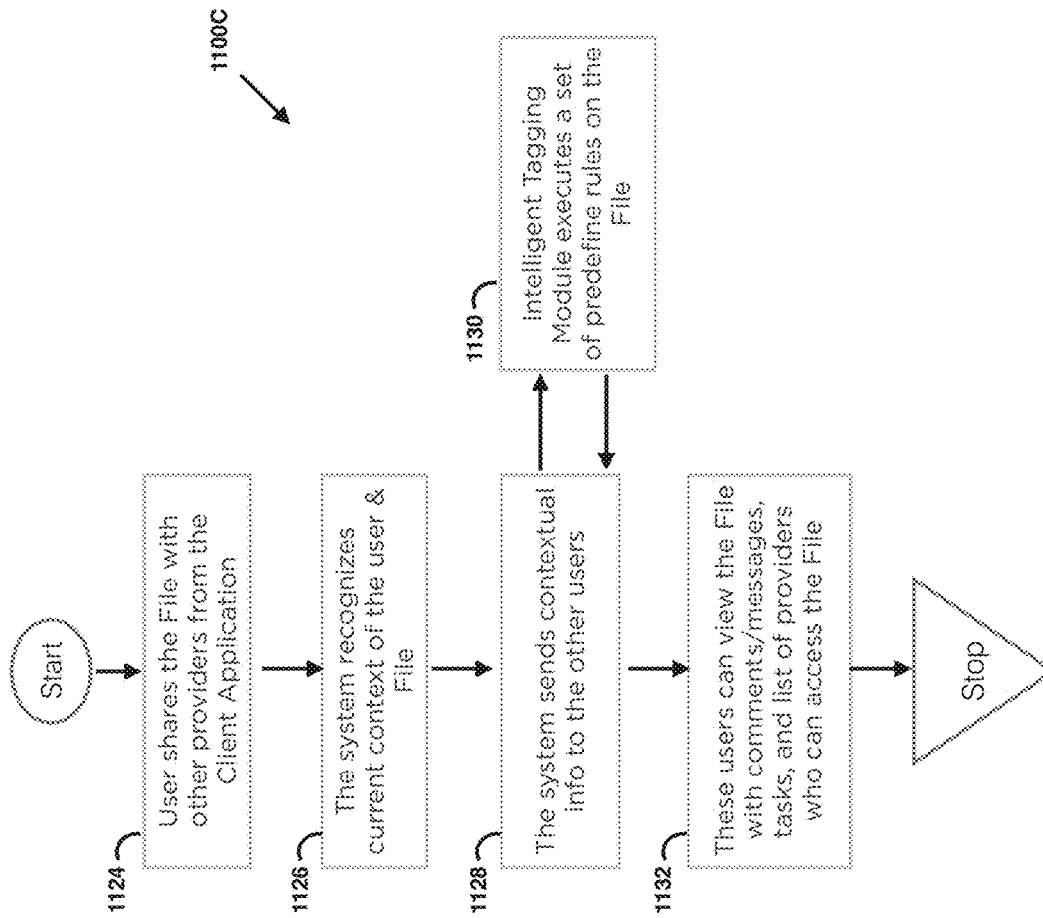 1100C
Start
1124
User shares the File with
other providers from the
Client Application
1126
The system recognizes
current context of the user &
File
1128
The system sends contextual
info to the other users
1130
Intelligent Tagging
Module executes a set
of predefine rules on the
File
1132
These users can view the File
with comments/messages,
tasks, and list of providers
who can access the File
Stop